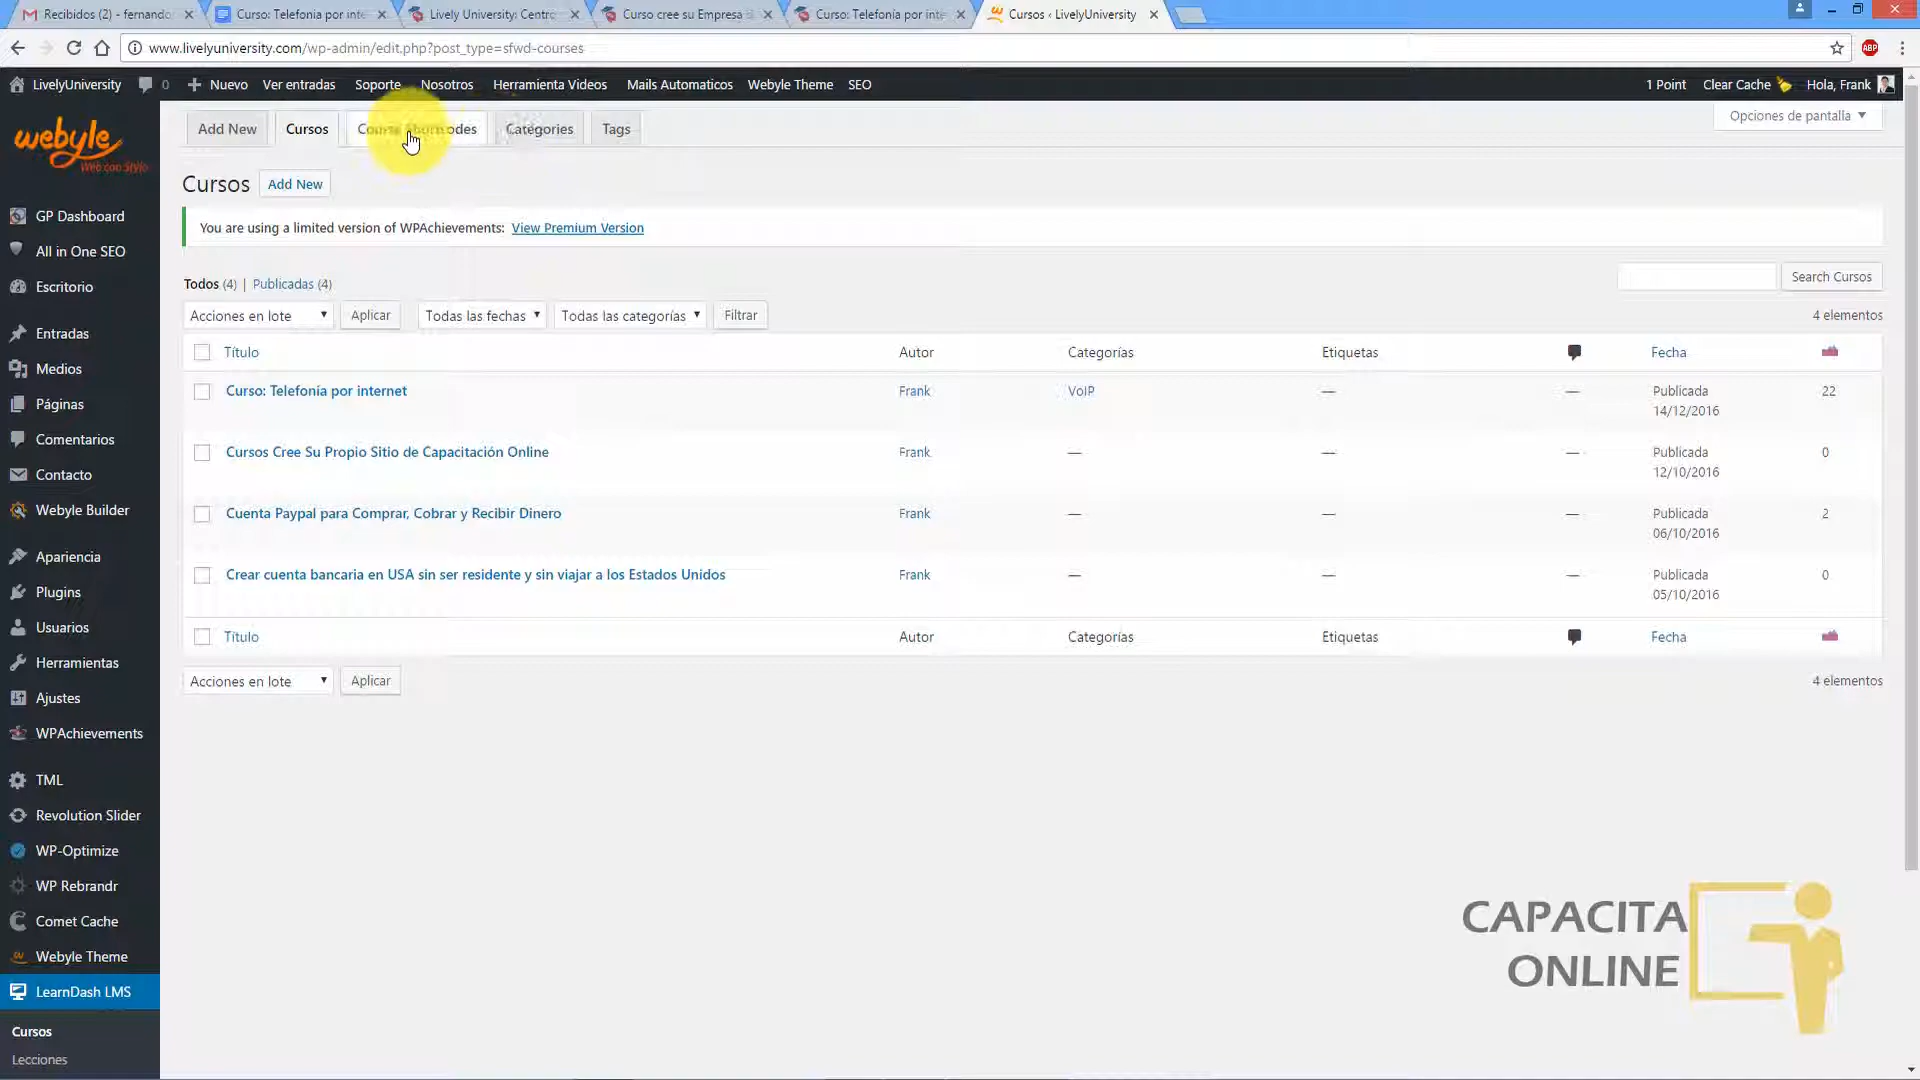 Recibidos (2) - fernando
Curso: Telefonía por inte
Lively University: Centro
Curso cree su Empresa
Curso: Telefonía por inte
Cursos ‹ LivelyUniversity
www.livelyuniversity.com/wp-admin/edit.php?post_type=sfwd-courses
ABP
LivelyUniversity
0
Nuevo
Ver entradas
Soporte
Nosotros
Herramienta Videos
Mails Automaticos
Webyle Theme
SEO
1 Point
Clear Cache
Hola, Frank
webyle
Web con Stylo
Add New
Cursos
Course Shortcodes
Categories
Tags
Opciones de pantalla
Cursos
Add New
You are using a limited version of WPAchievements: View Premium Version
Todos (4) | Publicadas (4)
Search Cursos
Acciones en lote
Aplicar
Todas las fechas
Todas las categorías
Filtrar
4 elementos
Título
Autor
Categorías
Etiquetas
Fecha
Curso: Telefonía por internet
Frank
VoIP
—
—
Publicada
14/12/2016
22
Cursos Cree Su Propio Sitio de Capacitación Online
Frank
—
—
—
Publicada
12/10/2016
0
Cuenta Paypal para Comprar, Cobrar y Recibir Dinero
Frank
—
—
—
Publicada
06/10/2016
2
Crear cuenta bancaria en USA sin ser residente y sin viajar a los Estados Unidos
Frank
—
—
—
Publicada
05/10/2016
0
Título
Autor
Categorías
Etiquetas
Fecha
Acciones en lote
Aplicar
4 elementos
GP Dashboard
All in One SEO
Escritorio
Entradas
Medios
Páginas
Comentarios
Contacto
Webyle Builder
Apariencia
Plugins
Usuarios
Herramientas
Ajustes
WPAchievements
TML
Revolution Slider
WP-Optimize
WP Rebrandr
Comet Cache
Webyle Theme
LearnDash LMS
Cursos
Lecciones
CAPACITA
ONLINE